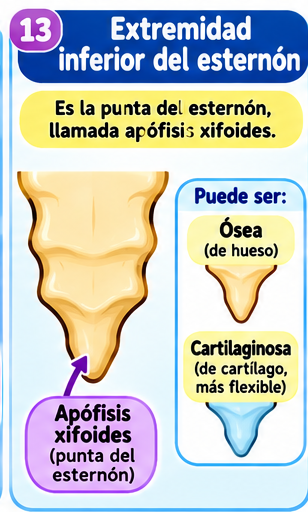 13
Extremidad
inferior del esternón
Es la punta del esternón,
llamada apófisis xifoides.
Puede ser:
Ósea
(de hueso)
Cartilaginosa
(de cartílago,
más flexible)
Apófisis
xifoides
(punta del
esternón)